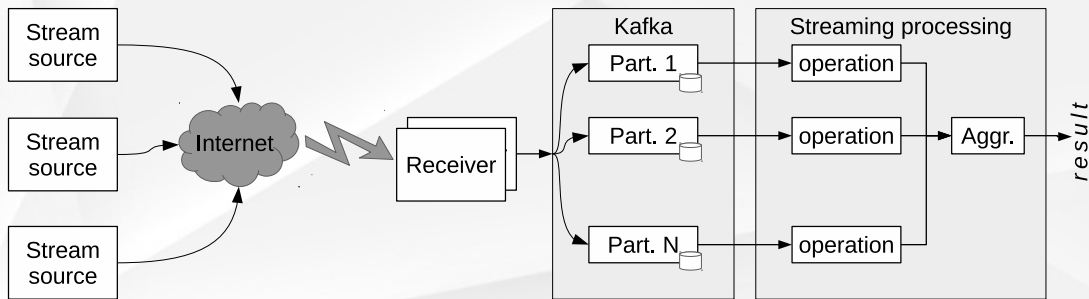 Stream
source
Stream
source
Stream
source
Internet
Receiver
Kafka
Part. 1
Part. 2
Part. N
Streaming processing
operation
operation
operation
Aggr.
result